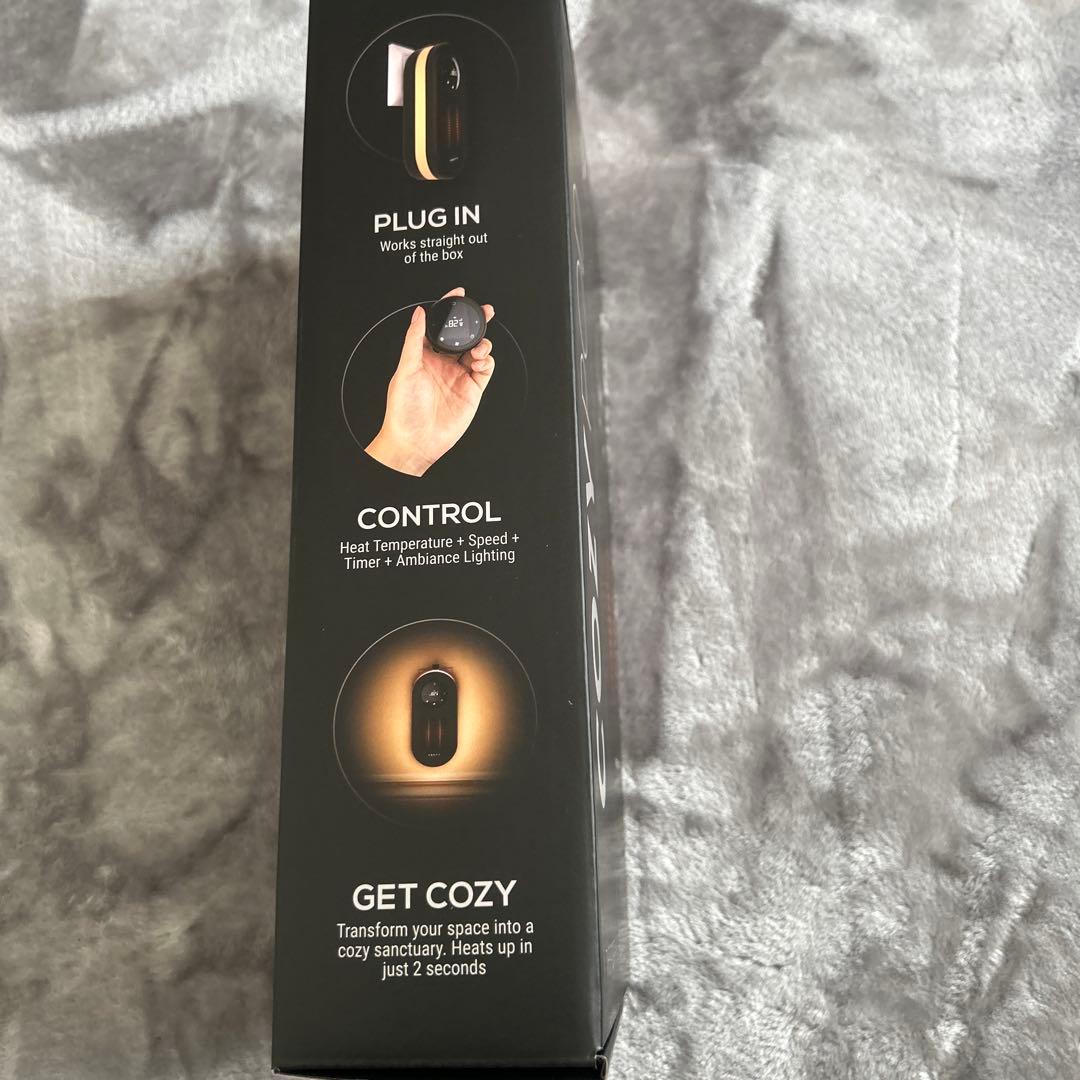 PLUG IN
Works straight out
of the box
82
CONTROL
Heat Temperature + Speed +
Timer + Ambiance Lighting
GET COZY
Transform your space into a
cozy sanctuary. Heats up in
just 2 seconds